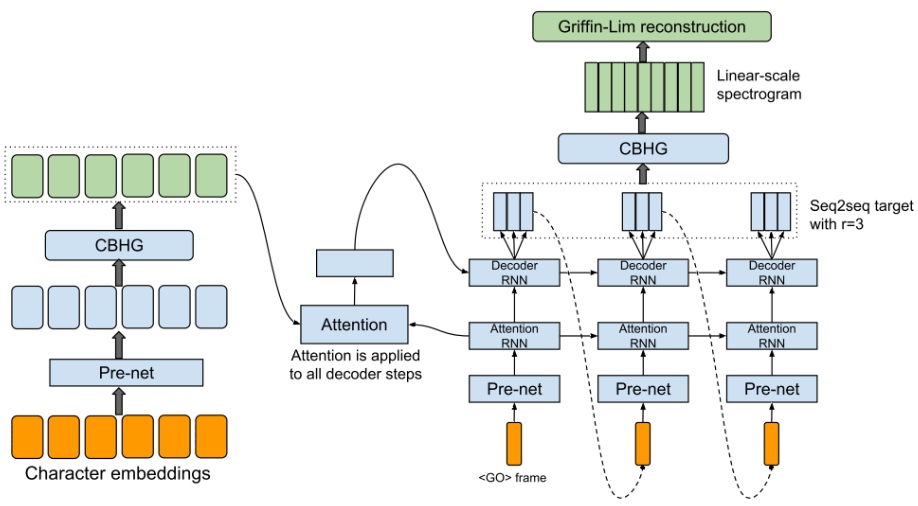 Griffin-Lim reconstruction
Linear-scale
spectrogram
CBHG
Seq2seq target
with r=3
CBHG
Pre-net
Character embeddings
Attention
Attention is applied
to all decoder steps
Decoder
RNN
Decoder
RNN
Decoder
RNN
Attention
RNN
Attention
RNN
Attention
RNN
Pre-net
Pre-net
Pre-net
<GO> frame